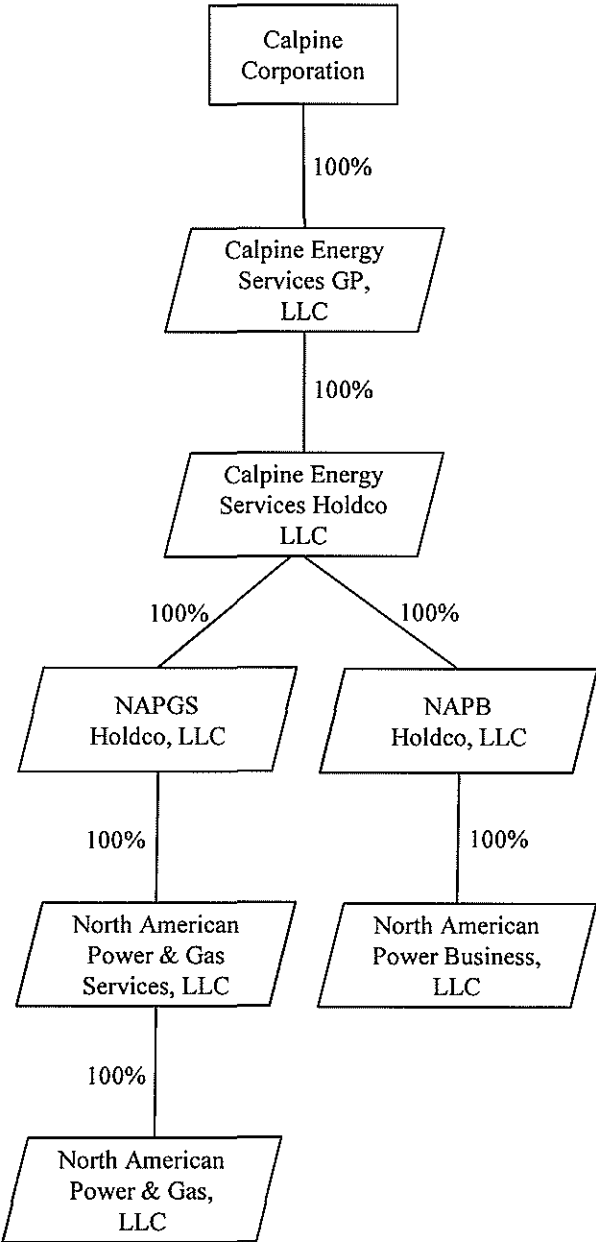 Calpine
Corporation
100%
Calpine Energy
Services GP,
LLC
100%
Calpine Energy
Services Holdco
LLC
100%
100%
NAPGS
Holdco, LLC
NAPB
Holdco, LLC
100%
100%
North American
Power & Gas
Services, LLC
North American
Power Business,
LLC
100%
North American
Power & Gas,
LLC